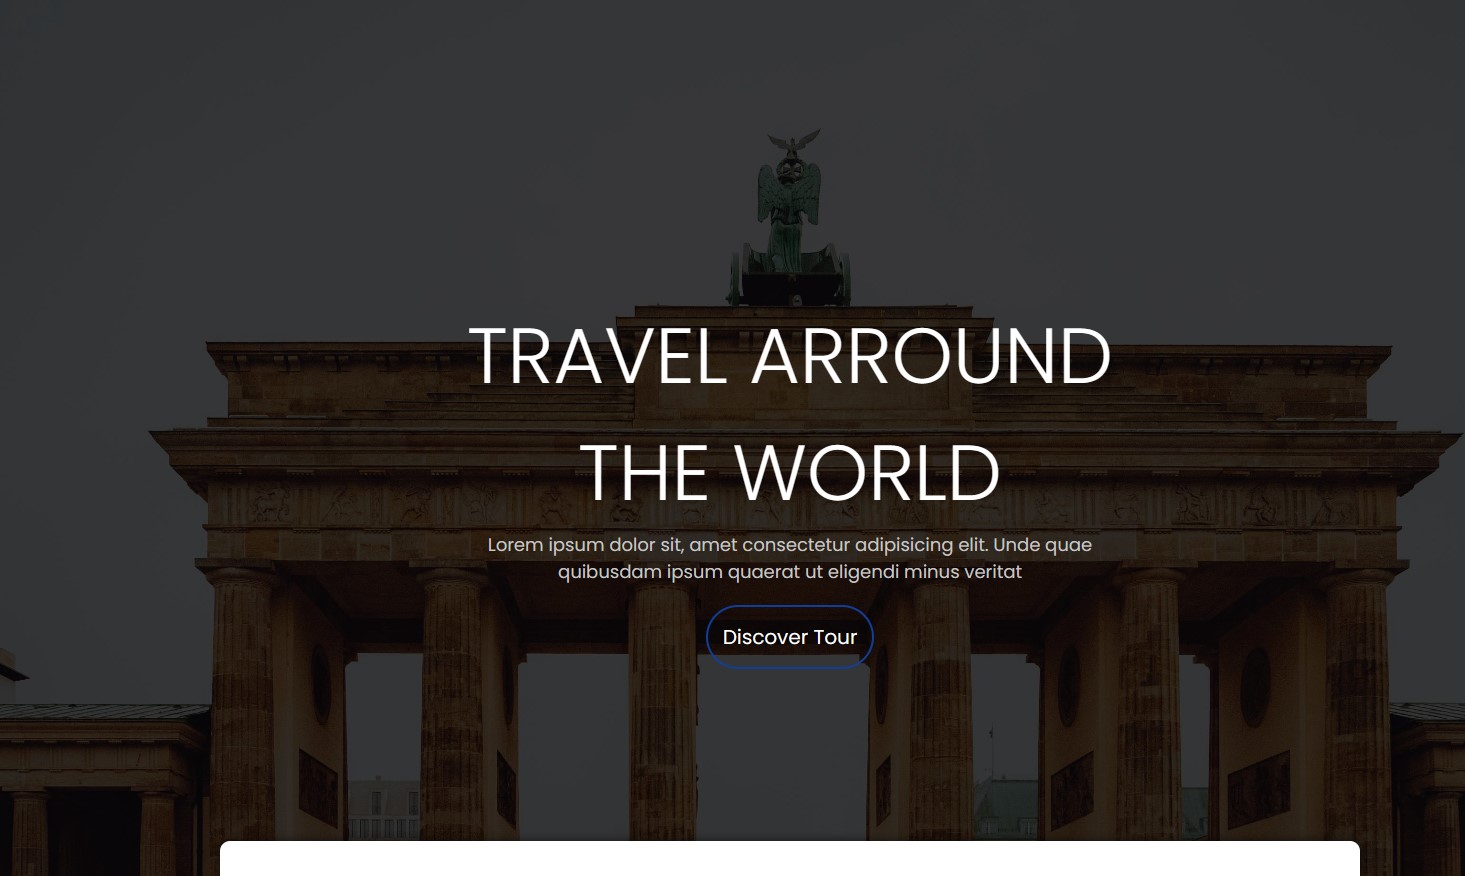 TRAVEL ARROUND
THE WORLD
Lorem ipsum dolor sit, amet consectetur adipisicing elit. Unde quae
quibusdam ipsum quaerat ut eligendi minus veritat
Discover Tour